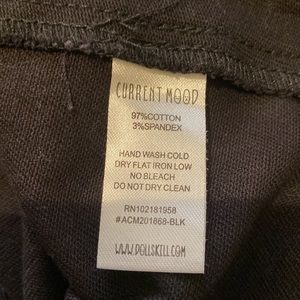 CURRENT MOOD
97%COTTON
3%SPANDEX
HAND WASH COLD
DRY FLAT IRON LOW
NO BLEACH
DO NOT DRY CLEAN
RN102181958
#ACM201868-BLK
WWW.DOLLSKILL.COM